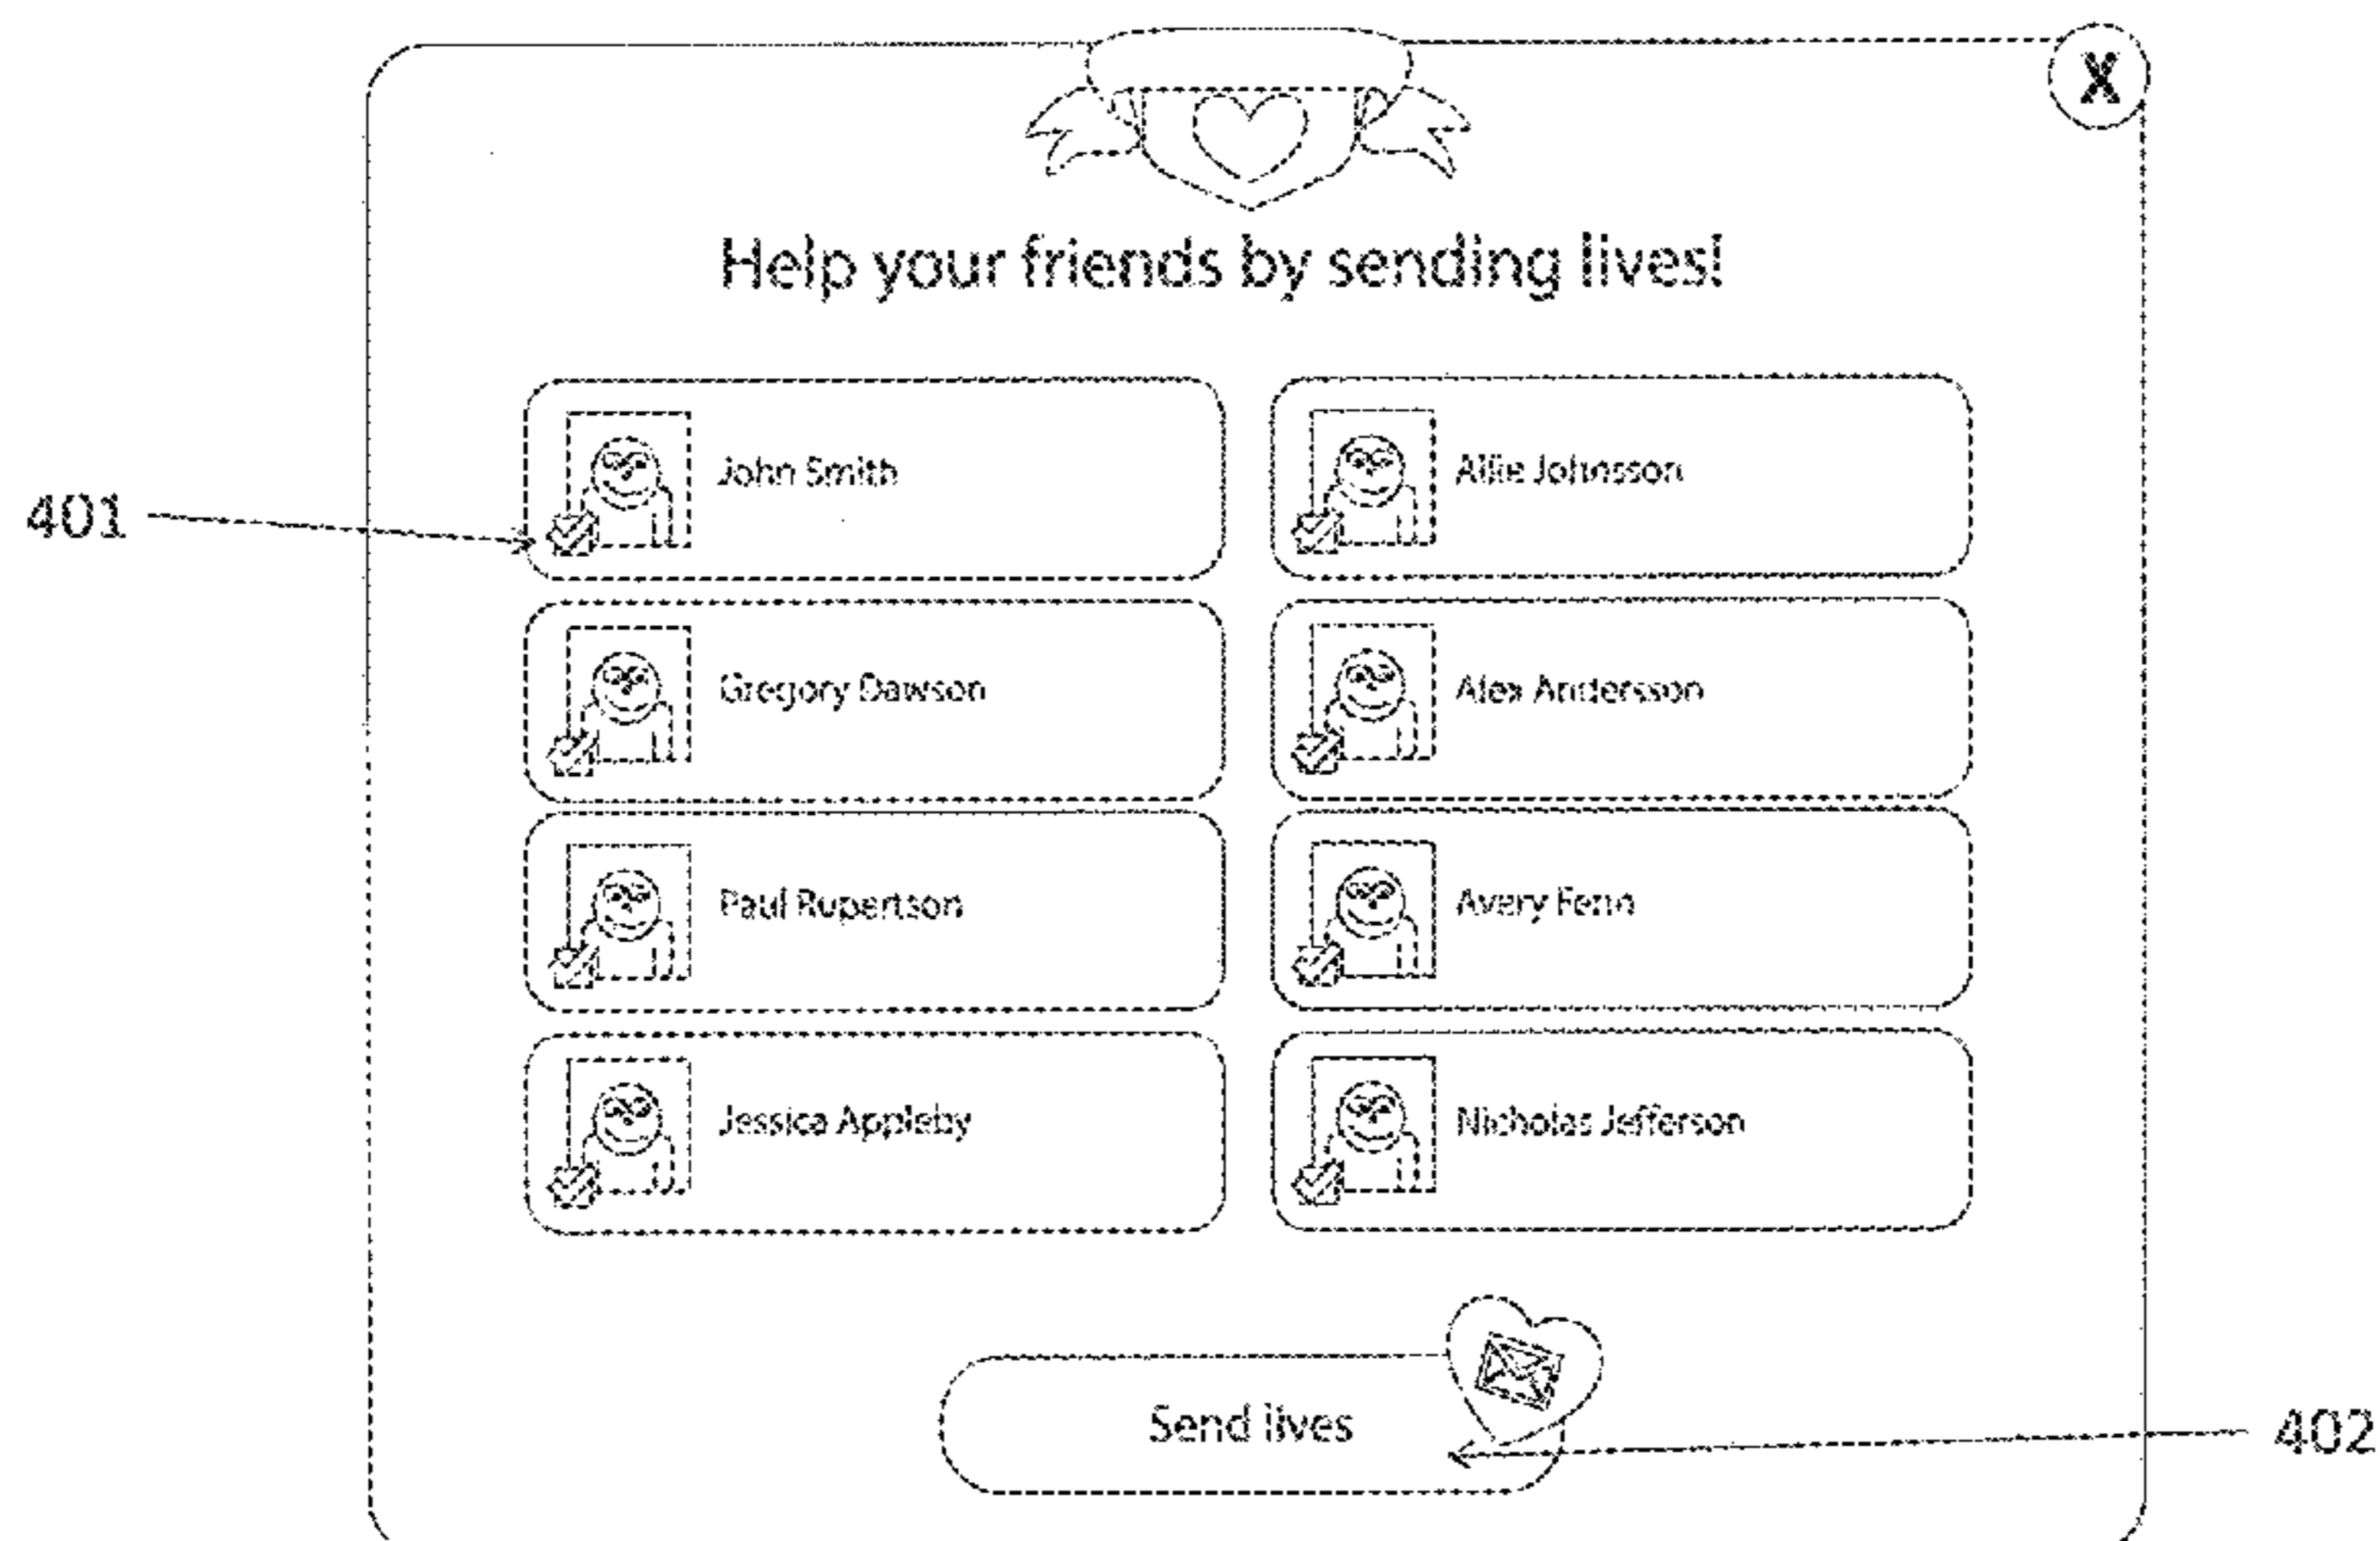 X
Help your friends by sending lives!
John Smith
Allie Johnsson
401
Gregory Dawson
Alex Andersson
Paul Rupertson
Avery Fenn
Jessica Appleby
Nicholas Jefferson
Send lives
402